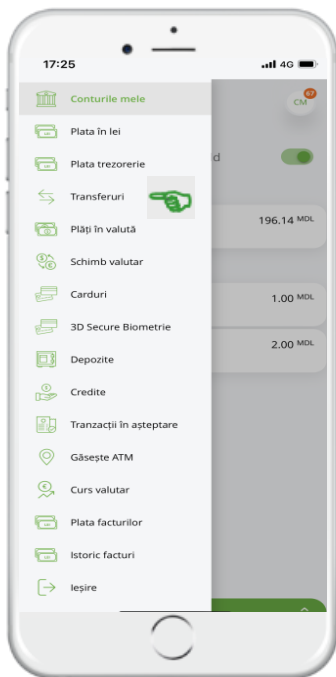 17:25
4G
Conturile mele
CM
67
Plata în lei
Plata trezorerie
d
Transferuri
Plăți în valută
196.14 MDL
Schimb valutar
Carduri
1.00 MDL
3D Secure Biometrie
2.00 MDL
Depozite
Credite
Tranzacții în așteptare
Găsește ATM
Curs valutar
Plata facturilor
Istoric facturi
Ieșire